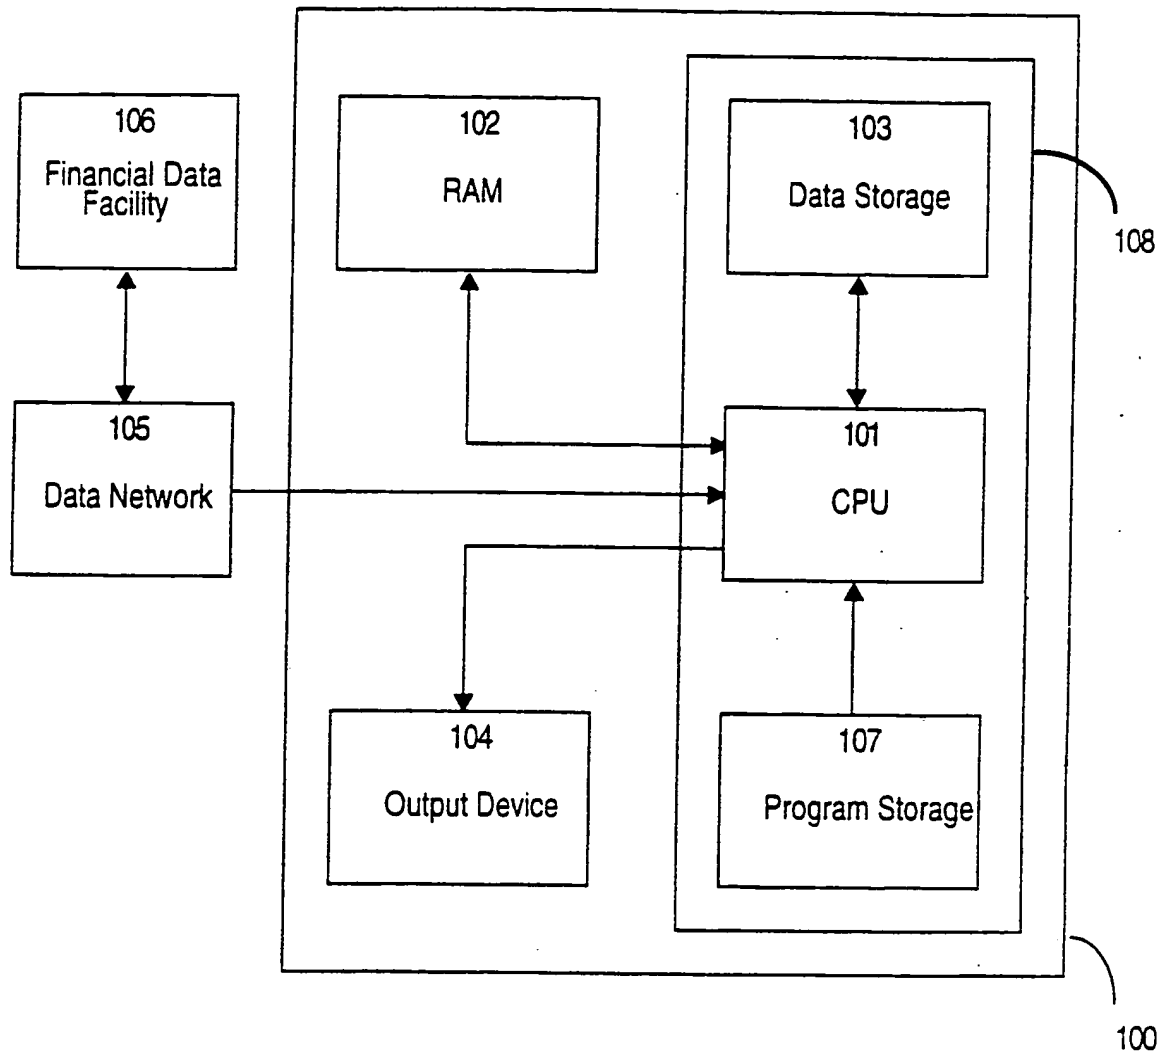 106
Financial Data
Facility
102
RAM
103
Data Storage
108
105
Data Network
101
CPU
104
Output Device
107
Program Storage
100